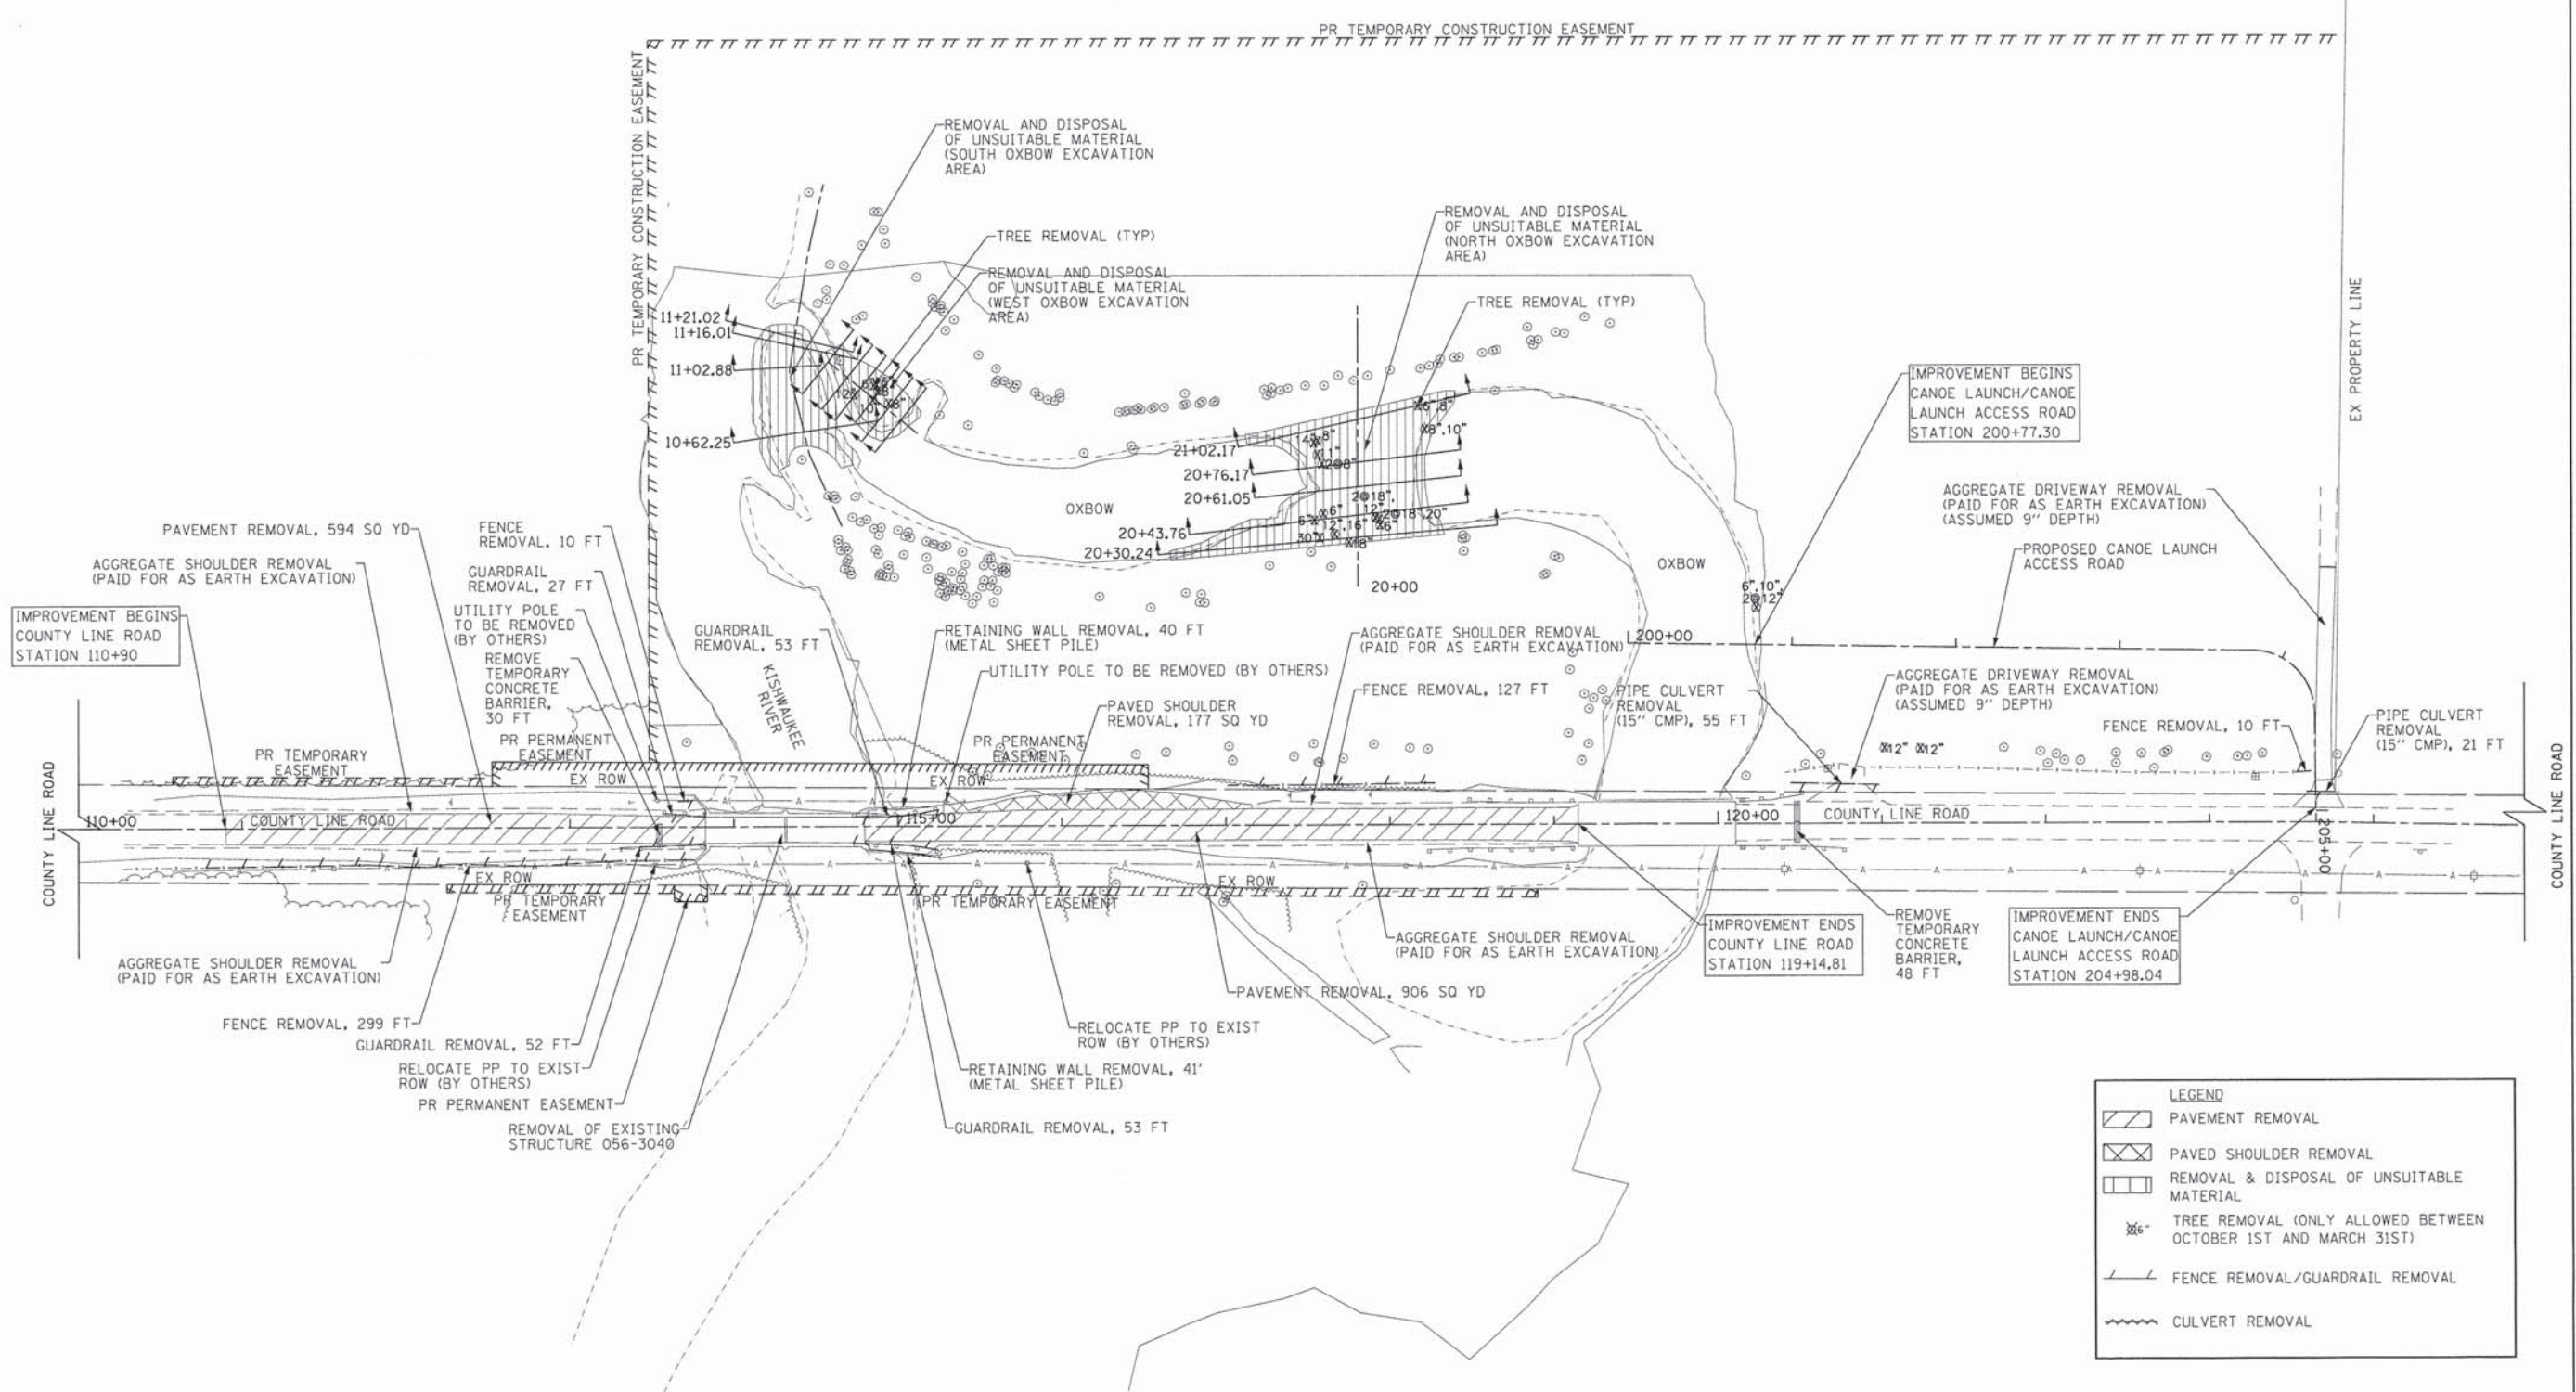 PR TEMPORARY CONSTRUCTION EASEMENT
PR TEMPORARY CONSTRUCTION EASEMENT
REMOVAL AND DISPOSAL
OF UNSUITABLE MATERIAL
(SOUTH OXBOW EXCAVATION
AREA)
TREE REMOVAL (TYP)
REMOVAL AND DISPOSAL
OF UNSUITABLE MATERIAL
(WEST OXBOW EXCAVATION
AREA)
REMOVAL AND DISPOSAL
OF UNSUITABLE MATERIAL
(NORTH OXBOW EXCAVATION
AREA)
TREE REMOVAL (TYP)
EX PROPERTY LINE
11+21.02
11+16.01
11+02.88
10+62.25
21+02.17
20+76.17
20+61.05
20+43.76
20+30.24
20+00
8",10"
2@8"
2@18",
12"
12",16"
30"
18"
6"
OXBOW
OXBOW
6",10",
2@12"
IMPROVEMENT BEGINS
CANOE LAUNCH/CANOE
LAUNCH ACCESS ROAD
STATION 200+77.30
AGGREGATE DRIVEWAY REMOVAL
(PAID FOR AS EARTH EXCAVATION)
(ASSUMED 9" DEPTH)
PROPOSED CANOE LAUNCH
ACCESS ROAD
PAVEMENT REMOVAL, 594 SQ YD
FENCE
REMOVAL, 10 FT
AGGREGATE SHOULDER REMOVAL
(PAID FOR AS EARTH EXCAVATION)
GUARDRAIL
REMOVAL, 27 FT
IMPROVEMENT BEGINS
COUNTY LINE ROAD
STATION 110+90
UTILITY POLE
TO BE REMOVED
(BY OTHERS)
REMOVE
TEMPORARY
CONCRETE
BARRIER,
30 FT
GUARDRAIL
REMOVAL, 53 FT
KISHWAUKEE
RIVER
RETAINING WALL REMOVAL, 40 FT
(METAL SHEET PILE)
UTILITY POLE TO BE REMOVED (BY OTHERS)
PAVED SHOULDER
REMOVAL, 177 SQ YD
AGGREGATE SHOULDER REMOVAL
(PAID FOR AS EARTH EXCAVATION)
FENCE REMOVAL, 127 FT
200+00
PIPE CULVERT
REMOVAL
(15" CMP), 55 FT
AGGREGATE DRIVEWAY REMOVAL
(PAID FOR AS EARTH EXCAVATION)
(ASSUMED 9" DEPTH)
FENCE REMOVAL, 10 FT
PIPE CULVERT
REMOVAL
(15" CMP), 21 FT
12" 12"
PR TEMPORARY
EASEMENT
PR PERMANENT
EASEMENT
EX ROW
PR PERMANENT
EASEMENT
EX ROW
COUNTY LINE ROAD
110+00
COUNTY LINE ROAD
115+00
120+00
COUNTY LINE ROAD
205+00
COUNTY LINE ROAD
EX ROW
PR TEMPORARY
EASEMENT
PR TEMPORARY EASEMENT
EX ROW
AGGREGATE SHOULDER REMOVAL
(PAID FOR AS EARTH EXCAVATION)
FENCE REMOVAL, 299 FT
GUARDRAIL REMOVAL, 52 FT
RELOCATE PP TO EXIST
ROW (BY OTHERS)
PR PERMANENT EASEMENT
REMOVAL OF EXISTING
STRUCTURE 056-3040
GUARDRAIL REMOVAL, 53 FT
RETAINING WALL REMOVAL, 41'
(METAL SHEET PILE)
RELOCATE PP TO EXIST
ROW (BY OTHERS)
PAVEMENT REMOVAL, 906 SQ YD
AGGREGATE SHOULDER REMOVAL
(PAID FOR AS EARTH EXCAVATION)
IMPROVEMENT ENDS
COUNTY LINE ROAD
STATION 119+14.81
REMOVE
TEMPORARY
CONCRETE
BARRIER,
48 FT
IMPROVEMENT ENDS
CANOE LAUNCH/CANOE
LAUNCH ACCESS ROAD
STATION 204+98.04
LEGEND
PAVEMENT REMOVAL
PAVED SHOULDER REMOVAL
REMOVAL & DISPOSAL OF UNSUITABLE
MATERIAL
6" TREE REMOVAL (ONLY ALLOWED BETWEEN
OCTOBER 1ST AND MARCH 31ST)
FENCE REMOVAL/GUARDRAIL REMOVAL
CULVERT REMOVAL